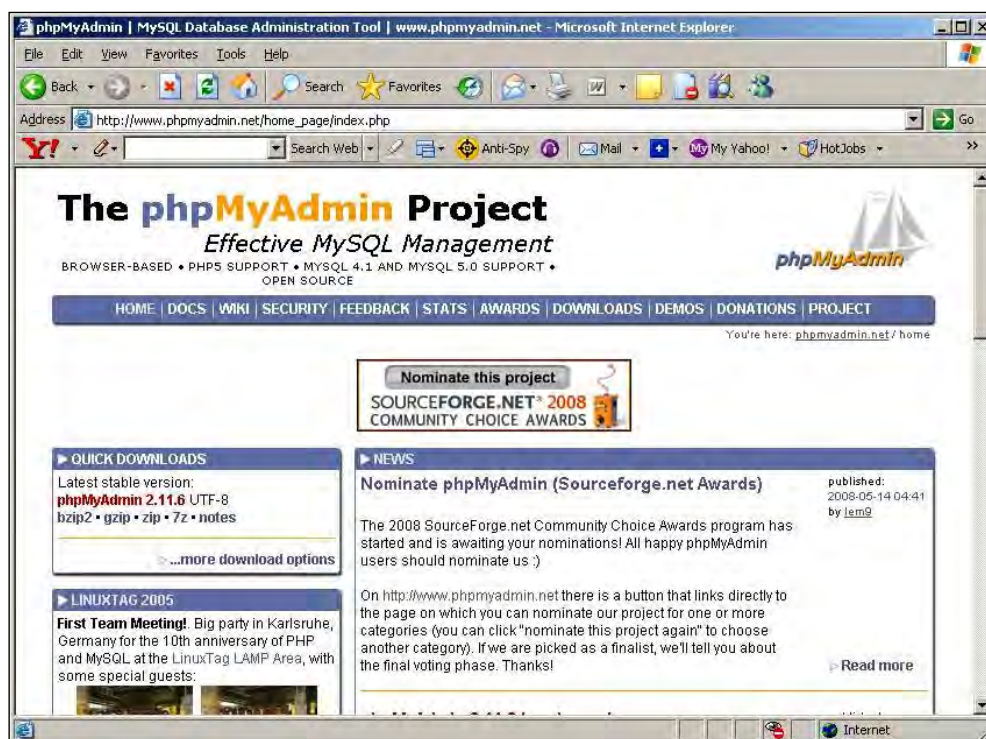 phpMyAdmin | MySQL Database Administration Tool | www.phpmyadmin.net - Microsoft Internet Explorer
File Edit View Favorites Tools Help
Back Search Favorites
Address http://www.phpmyadmin.net/home_page/index.php Go
Y! Search Web Anti-Spy Mail My Yahoo! HotJobs >>
The phpMyAdmin Project
Effective MySQL Management
BROWSER-BASED • PHP5 SUPPORT • MYSQL 4.1 AND MYSQL 5.0 SUPPORT •
OPEN SOURCE
phpMyAdmin
HOME | DOCS | WIKI | SECURITY | FEEDBACK | STATS | AWARDS | DOWNLOADS | DEMOS | DONATIONS | PROJECT
You're here: phpmyadmin.net / home
Nominate this project
SOURCEFORGE.NET® 2008
COMMUNITY CHOICE AWARDS
QUICK DOWNLOADS
Latest stable version:
phpMyAdmin 2.11.6 UTF-8
bzip2 • gzip • zip • 7z • notes
...more download options
LINUXTAG 2005
First Team Meeting!. Big party in Karlsruhe,
Germany for the 10th anniversary of PHP
and MySQL at the LinuxTag LAMP Area, with
some special guests:
NEWS
Nominate phpMyAdmin (Sourceforge.net Awards)
published:
2008-05-14 04:41
by lem9
The 2008 SourceForge.net Community Choice Awards program has
started and is awaiting your nominations! All happy phpMyAdmin
users should nominate us :)
On http://www.phpmyadmin.net there is a button that links directly to
the page on which you can nominate our project for one or more
categories (you can click "nominate this project again" to choose
another category). If we are picked as a finalist, we'll tell you about
the final voting phase. Thanks!
Read more
Internet